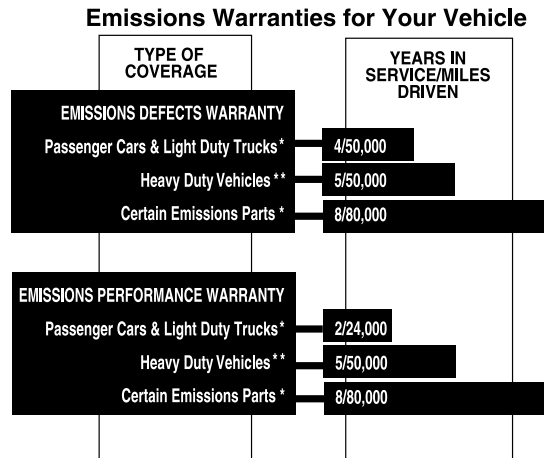 Emissions Warranties for Your Vehicle
TYPE OF
COVERAGE
YEARS IN
SERVICE/MILES
DRIVEN
EMISSIONS DEFECTS WARRANTY
Passenger Cars & Light Duty Trucks* 4/50,000
Heavy Duty Vehicles** 5/50,000
Certain Emissions Parts * 8/80,000
EMISSIONS PERFORMANCE WARRANTY
Passenger Cars & Light Duty Trucks* 2/24,000
Heavy Duty Vehicles** 5/50,000
Certain Emissions Parts * 8/80,000